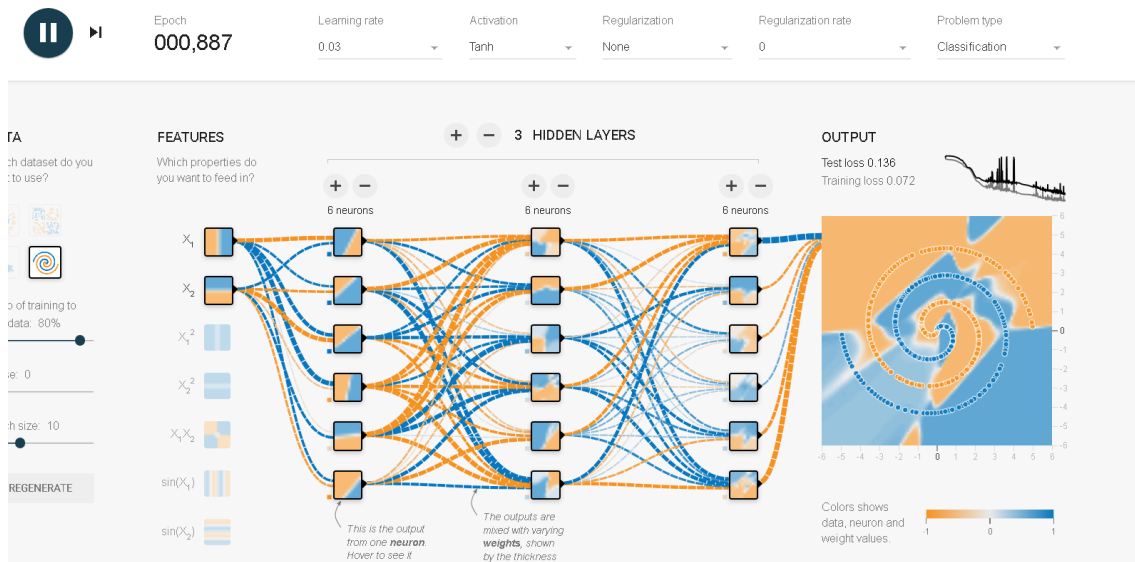 Epoch
000,887
Learning rate
0.03
Activation
Tanh
Regularization
None
Regularization rate
0
Problem type
Classification
TA
ch dataset do you
t to use?
o of training to
data: 80%
se: 0
ch size: 10
REGENERATE
FEATURES
Which properties do
you want to feed in?
X1
X2
X1²
X2²
X1X2
sin(X1)
sin(X2)
+ − 3 HIDDEN LAYERS
+ −
6 neurons
+ −
6 neurons
+ −
6 neurons
This is the output
from one neuron.
Hover to see it
The outputs are
mixed with varying
weights, shown
by the thickness
OUTPUT
Test loss 0.136
Training loss 0.072
6
5
4
3
2
1
0
-1
-2
-3
-4
-5
-6
-6 -5 -4 -3 -2 -1 0 1 2 3 4 5 6
Colors shows
data, neuron and
weight values.
-1 0 1